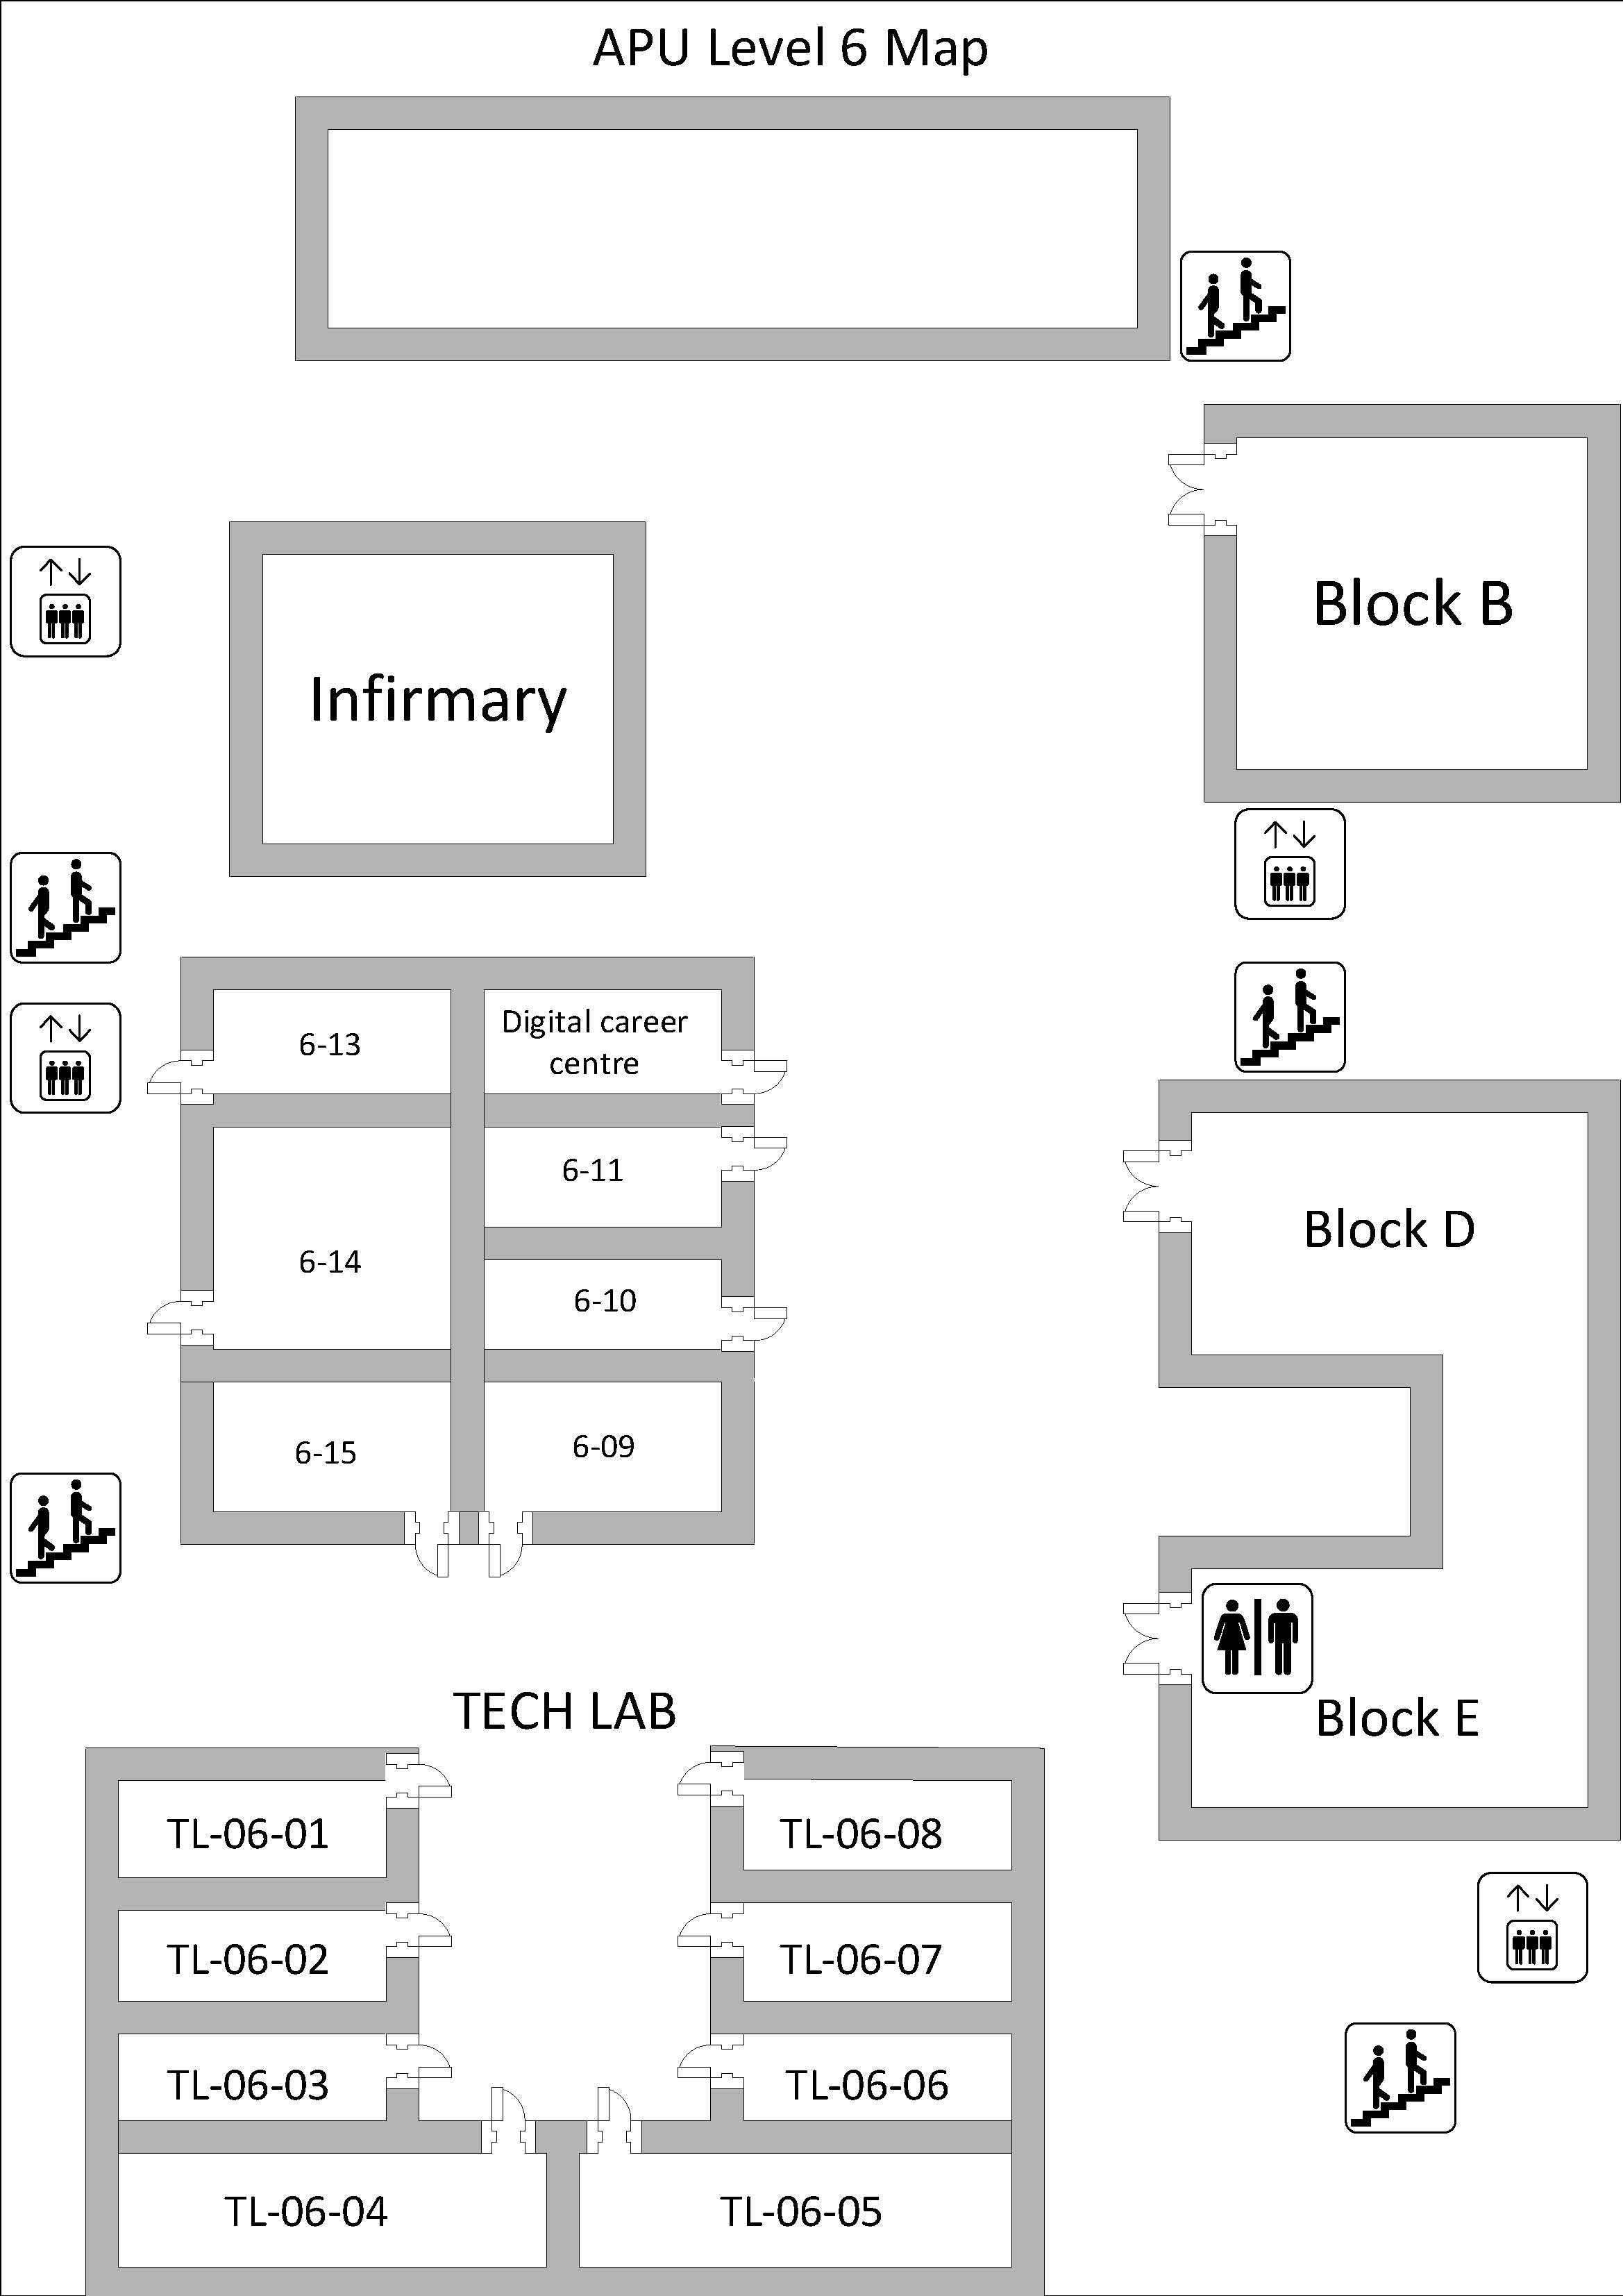 APU Level 6 Map
Block B
Infirmary
6-13
Digital career
centre
6-11
6-14
6-10
6-15
6-09
Block D
Block E
TECH LAB
TL-06-01
TL-06-08
TL-06-02
TL-06-07
TL-06-03
TL-06-06
TL-06-04
TL-06-05